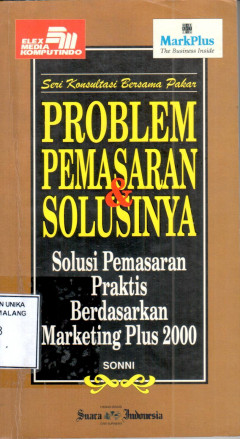 ELEX
MEDIA
KOMPUTINDO
MarkPlus
The Business Inside
Seri Konsultasi Bersama Pakar
PROBLEM
PEMASARAN
&
SOLUSINYA
Solusi Pemasaran
Praktis
Berdasarkan
Marketing Plus 2000
SONNI
N UNIKA
MALANG
Suara Indonesia